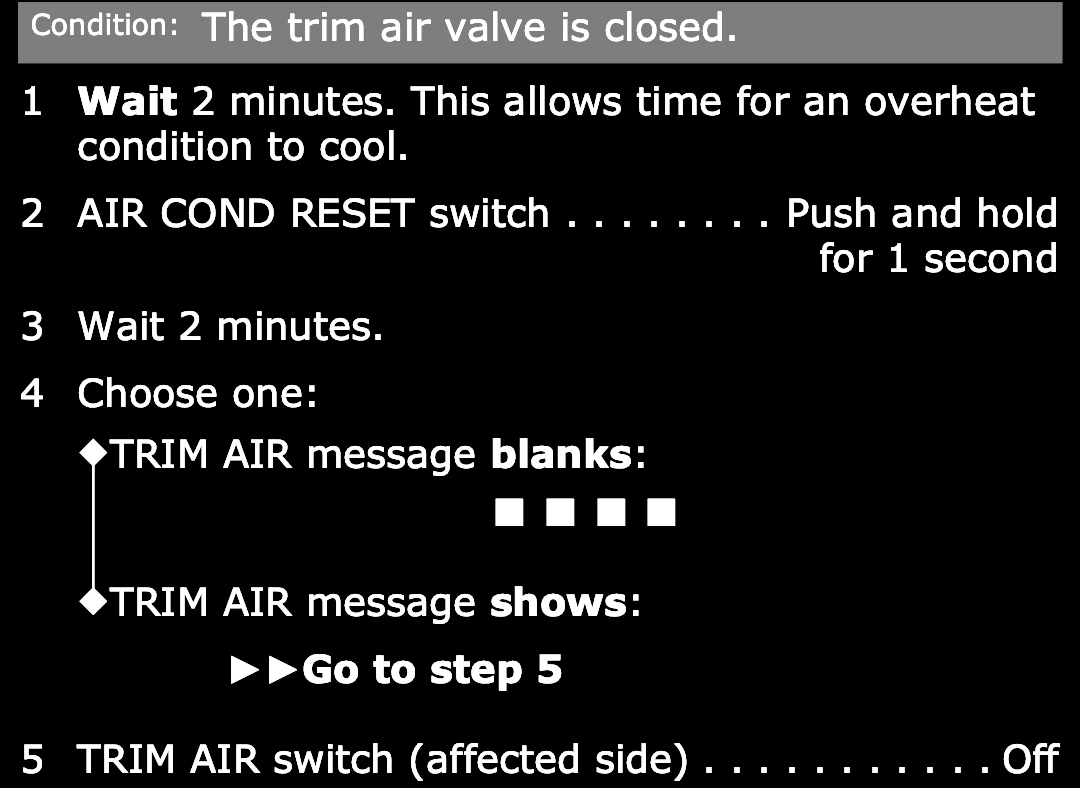 Condition: The trim air valve is closed.
1 Wait 2 minutes. This allows time for an overheat
condition to cool.
2 AIR COND RESET switch . . . . . . . . Push and hold
for 1 second
3 Wait 2 minutes.
4 Choose one:
◆TRIM AIR message blanks:
■ ■ ■ ■
◆TRIM AIR message shows:
►►Go to step 5
5 TRIM AIR switch (affected side) . . . . . . . . . . . Off